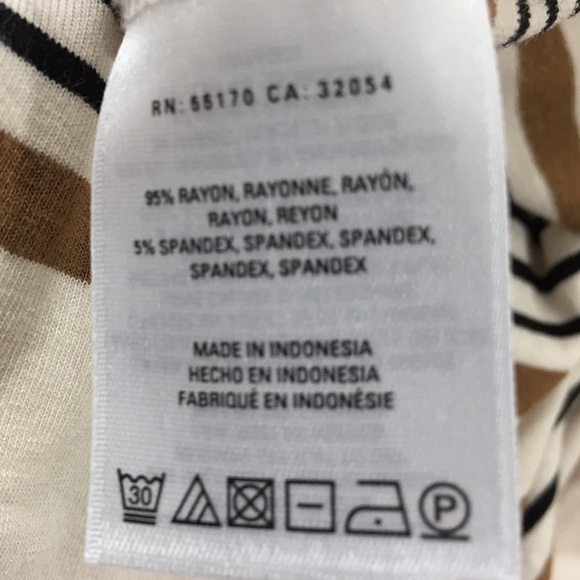 RN: 55170 CA: 32054
95% RAYON, RAYONNE, RAYÓN,
RAYON, REYON
5% SPANDEX, SPANDEX, SPANDEX,
SPANDEX, SPANDEX
MADE IN INDONESIA
HECHO EN INDONESIA
FABRIQUÉ EN INDONÉSIE
30 P